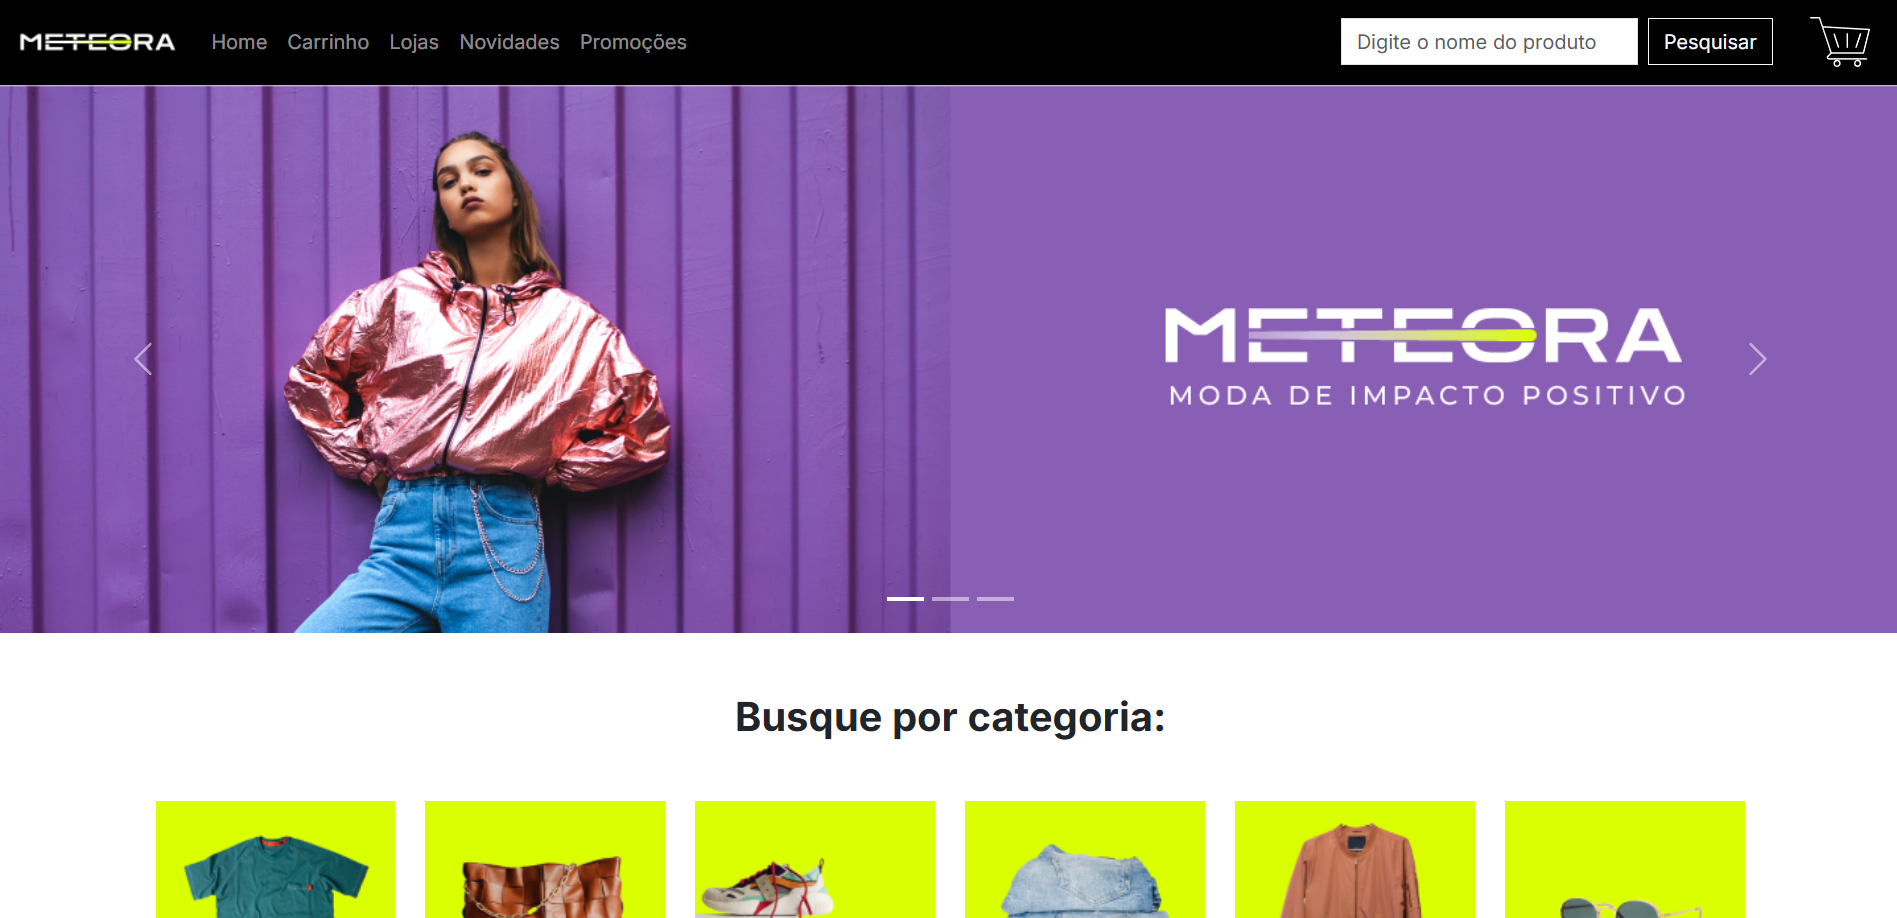 METEORA
Home Carrinho Lojas Novidades Promoções
Digite o nome do produto
Pesquisar
METEORA
MODA DE IMPACTO POSITIVO
Busque por categoria: